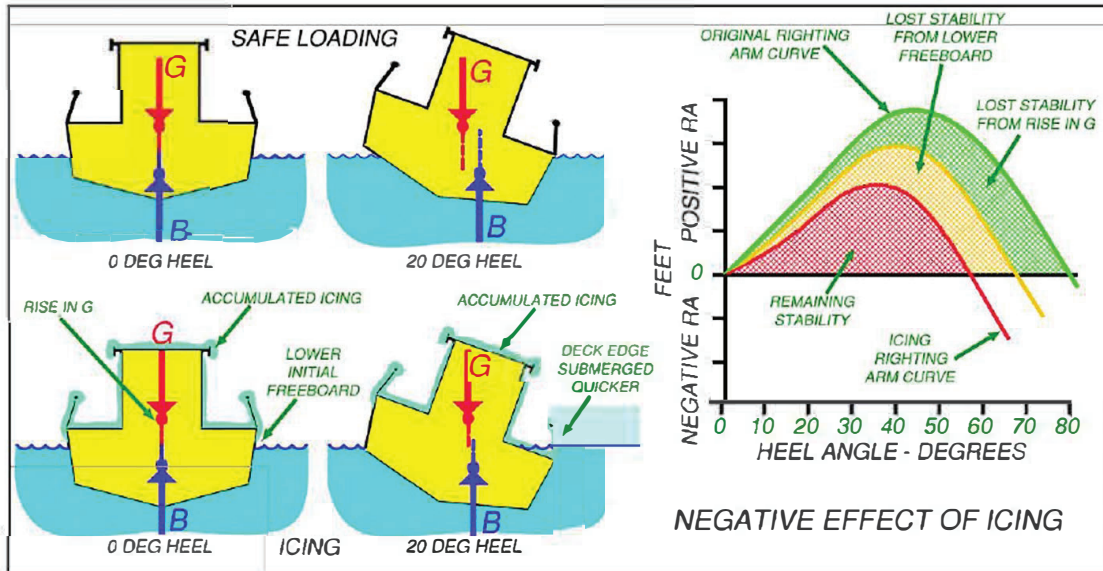 SAFE LOADING
G
G
B
B
0 DEG HEEL
20 DEG HEEL
RISE IN G
ACCUMULATED ICING
G
LOWER
INITIAL
FREEBOARD
B
0 DEG HEEL
ICING
ACCUMULATED ICING
G
DECK EDGE
SUBMERGED
QUICKER
B
20 DEG HEEL
ORIGINAL RIGHTING
ARM CURVE
LOST STABILITY
FROM LOWER
FREEBOARD
LOST STABILITY
FROM RISE IN G
POSITIVE RA
FEET
0
NEGATIVE RA
REMAINING
STABILITY
ICING
RIGHTING
ARM CURVE
0 10 20 30 40 50 60 70 80
HEEL ANGLE - DEGREES
NEGATIVE EFFECT OF ICING